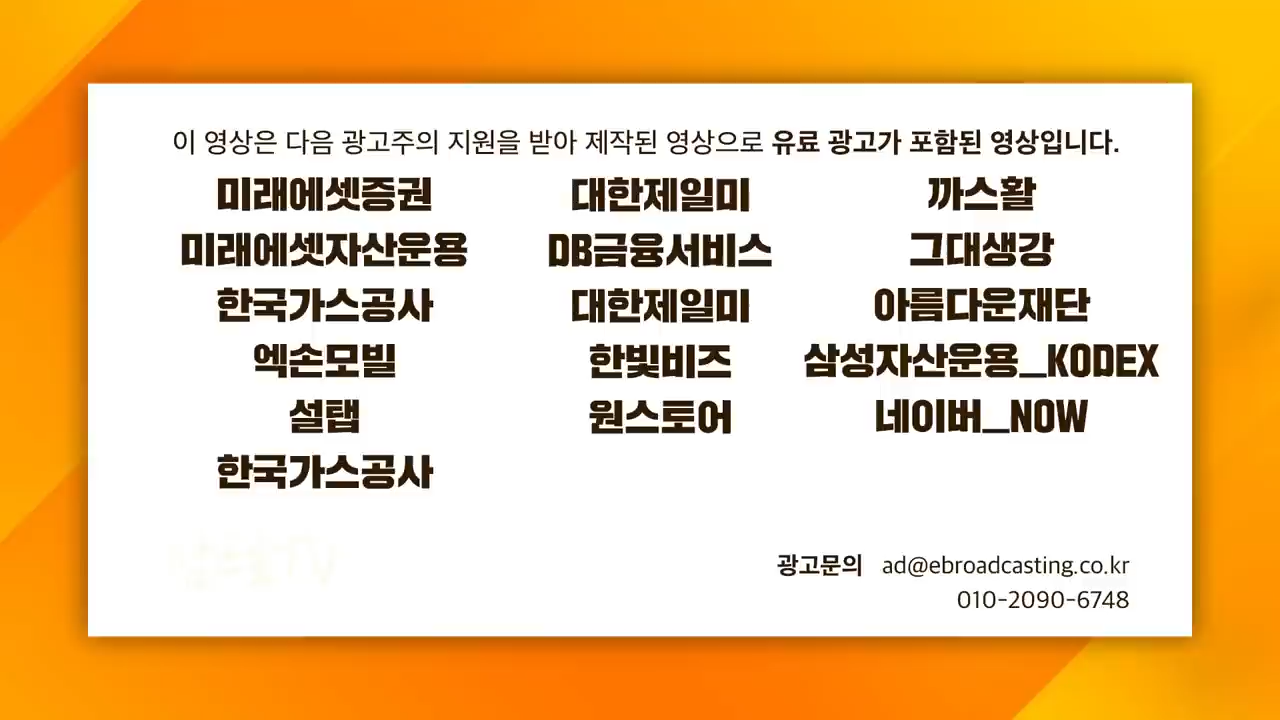 이 영상은 다음 광고주의 지원을 받아 제작된 영상으로 유료 광고가 포함된 영상입니다.
미래에셋증권 대한제일미 까스활
미래에셋자산운용 DB금융서비스 그대생강
한국가스공사 대한제일미 아름다운재단
엑손모빌 한빛비즈 삼성자산운용_KODEX
설탭 원스토어 네이버_NOW
한국가스공사
광고문의 ad@ebroadcasting.co.kr
010-2090-6748